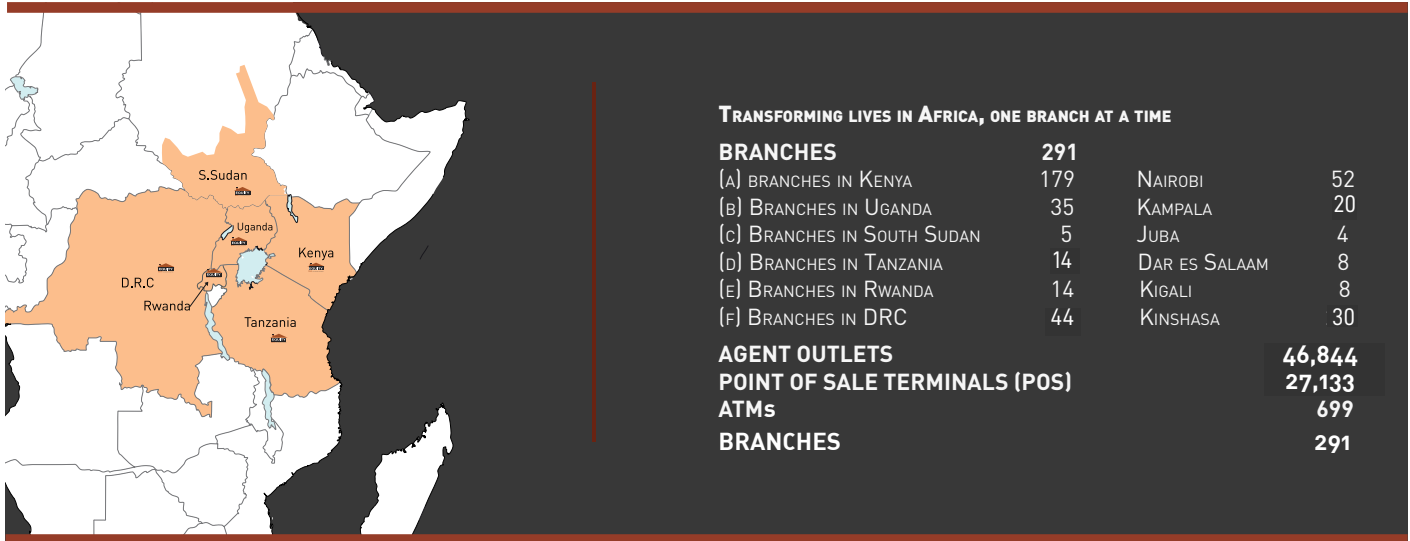 S.Sudan
Uganda
Kenya
D.R.C
Rwanda
Tanzania
Transforming lives in Africa, one branch at a time
BRANCHES 291
(a) branches in Kenya 179 Nairobi 52
(b) Branches in Uganda 35 Kampala 20
(c) Branches in South Sudan 5 Juba 4
(d) Branches in Tanzania 14 Dar es Salaam 8
(e) Branches in Rwanda 14 Kigali 8
(f) Branches in DRC 44 Kinshasa 30
AGENT OUTLETS 46,844
POINT OF SALE TERMINALS (POS) 27,133
ATMs 699
BRANCHES 291